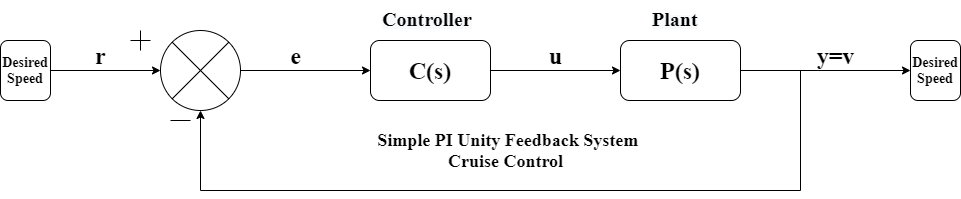 Controller
Plant
+
Desired
Speed
r
e
C(s)
u
P(s)
y=v
Desired
Speed
—
Simple PI Unity Feedback System
Cruise Control